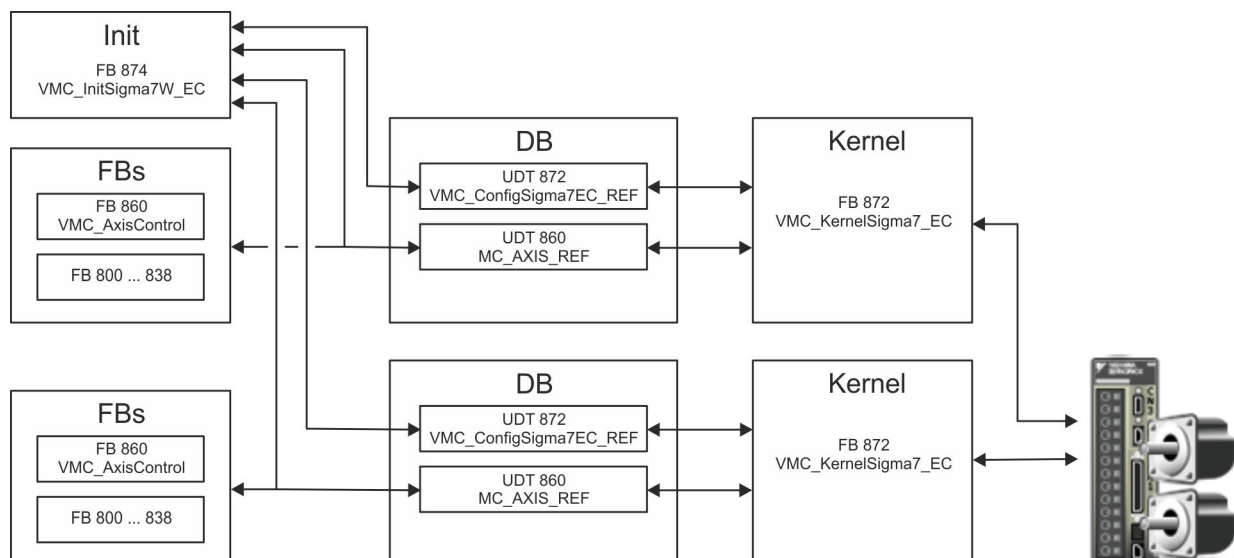 Init
FB 874
VMC_InitSigma7W_EC
FBs
FB 860
VMC_AxisControl
FB 800 ... 838
DB
UDT 872
VMC_ConfigSigma7EC_REF
UDT 860
MC_AXIS_REF
Kernel
FB 872
VMC_KernelSigma7_EC
FBs
FB 860
VMC_AxisControl
FB 800 ... 838
DB
UDT 872
VMC_ConfigSigma7EC_REF
UDT 860
MC_AXIS_REF
Kernel
FB 872
VMC_KernelSigma7_EC